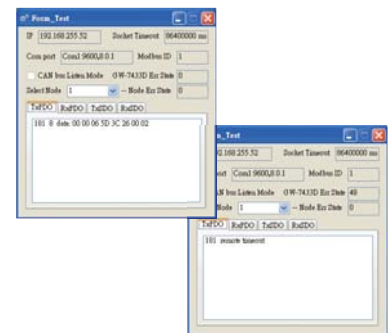 Form_Test
IP 192.168.255.52 Socket Timeout 86400000 ms
Com port Com1 9600,8 0 1 Modbus ID 1
CAN bus Listen Mode GW-7433D Err State 0
Select Node 1 -- Node Err State 0
TxPDO RxPDO TxSDO RxSDO
181 8 data: 00 00 06 5D 3C 26 00 02
_Test
.168.255.52 Socket Timeout 86400000 ms
ort Com1 9600,8 0 1 Modbus ID 1
N bus Listen Mode GW-7433D Err State 48
Node 1 -- Node Err State 0
TxPDO RxPDO TxSDO RxSDO
181 remote timeout